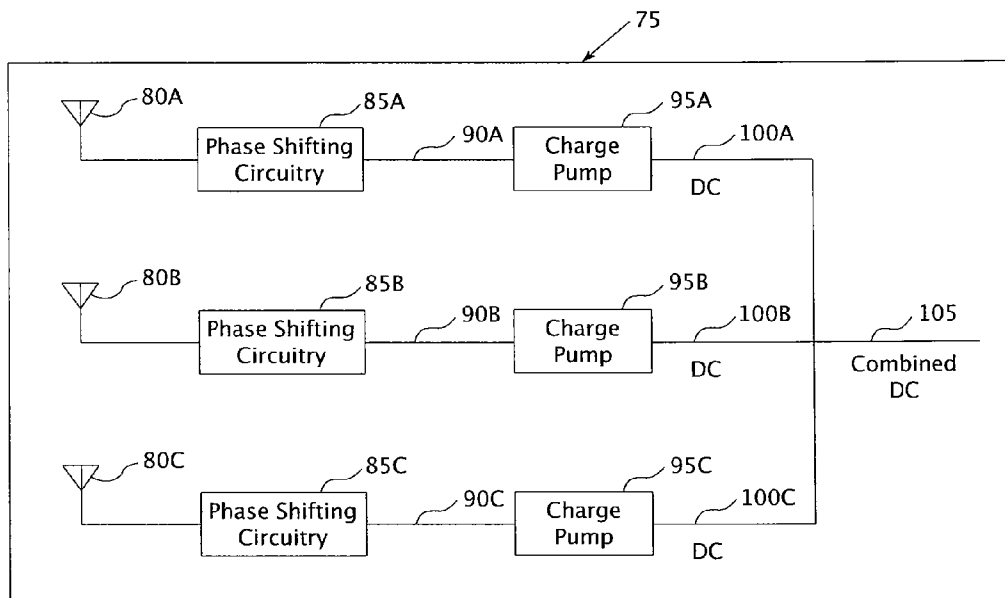 75
80A
85A
90A
95A
100A
Phase Shifting
Circuitry
Charge
Pump
DC
80B
85B
90B
95B
100B
105
Phase Shifting
Circuitry
Charge
Pump
DC
Combined
DC
80C
85C
90C
95C
100C
Phase Shifting
Circuitry
Charge
Pump
DC